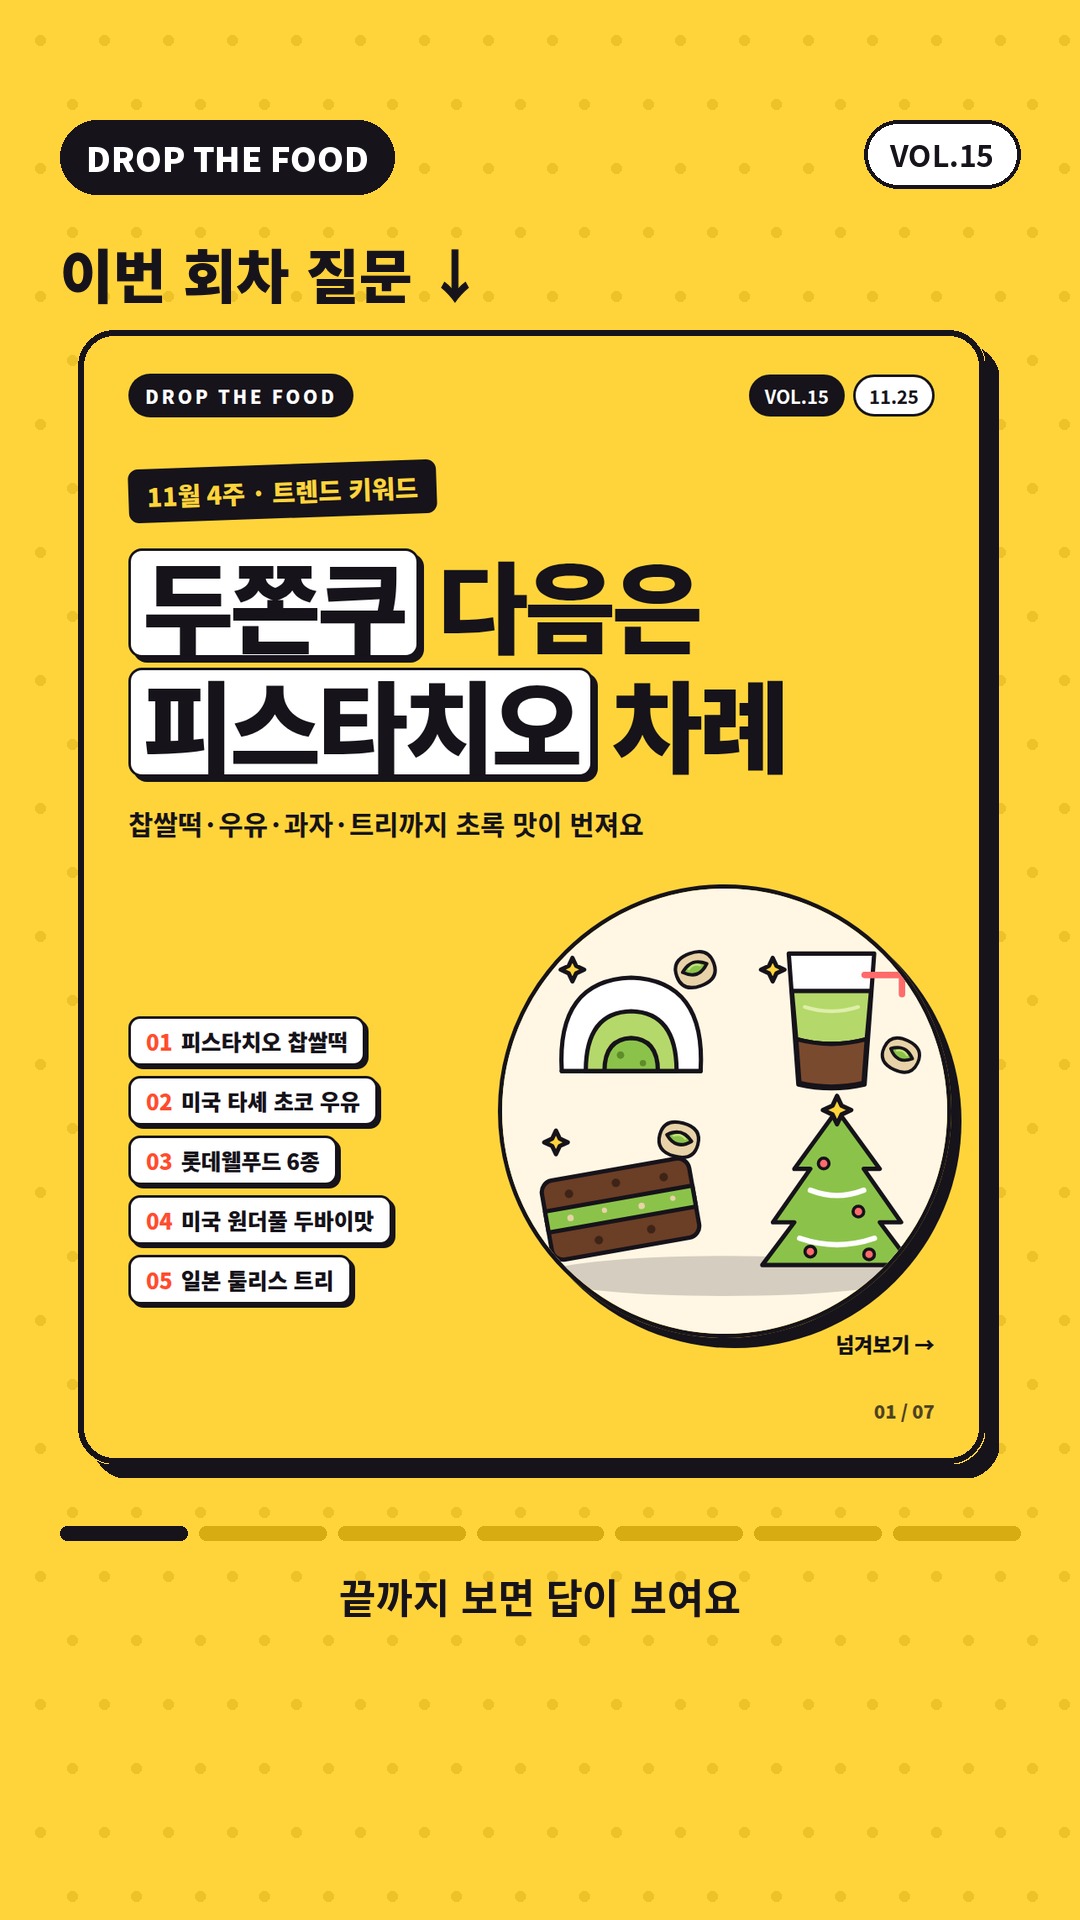 DROP THE FOOD
VOL.15
이번 회차 질문 ↓
DROP THE FOOD
VOL.15
11.25
11월 4주 · 트렌드 키워드
두쫀쿠 다음은
피스타치오 차례
찹쌀떡·우유·과자·트리까지 초록 맛이 번져요
01 피스타치오 찹쌀떡
02 미국 타셰 초코 우유
03 롯데웰푸드 6종
04 미국 원더풀 두바이맛
05 일본 툴리스 트리
넘겨보기 →
01 / 07
끝까지 보면 답이 보여요